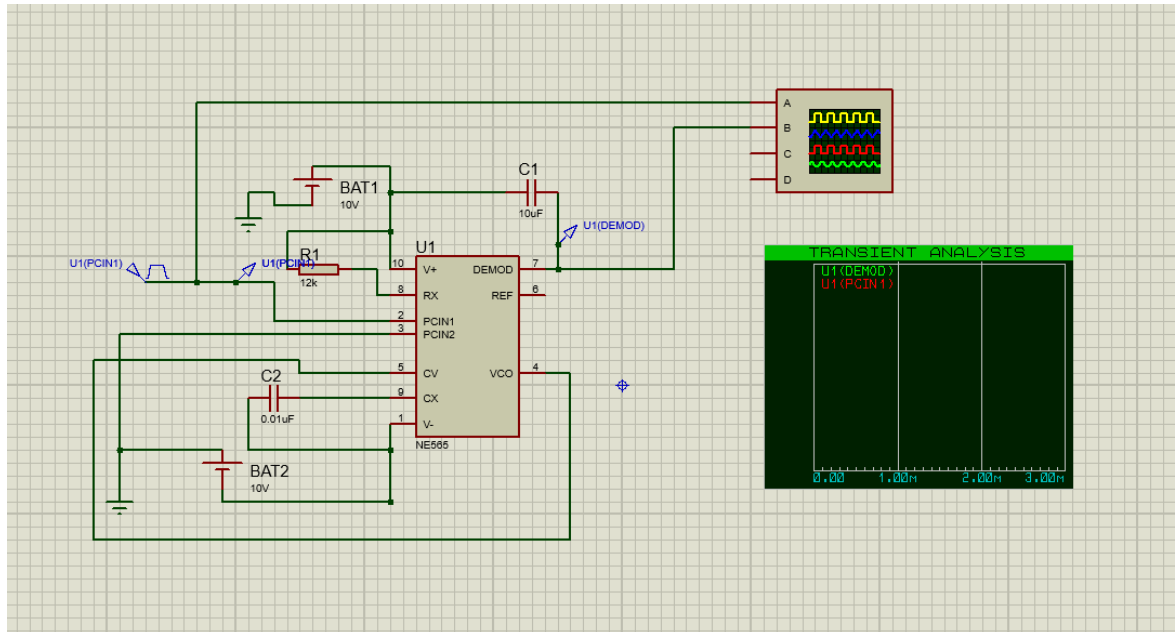 A
B
C
D
C1
10uF
BAT1
10V
U1(DEMOD)
U1
R1
12k
U1(PCIN1)
U1(PCIN1)
10 V+ DEMOD 7
8 RX REF 6
2 PCIN1
3 PCIN2
5 CV VCO 4
9 CX
1 V-
NE565
C2
0.01uF
BAT2
10V
TRANSIENT ANALYSIS
U1(DEMOD)
U1(PCIN1)
0.00 1.00m 2.00m 3.00m